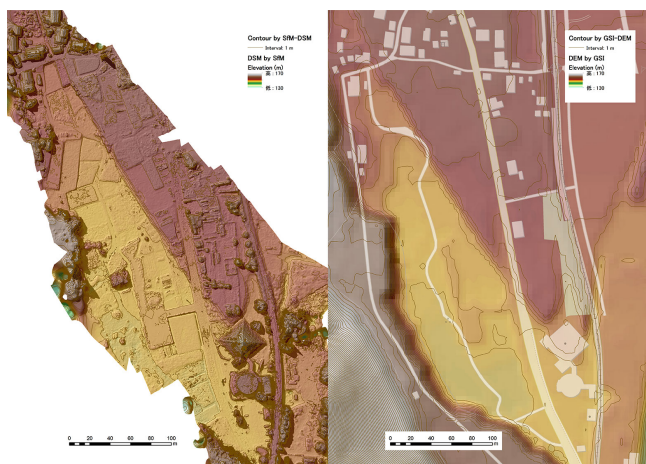 Contour by SfM-DSM
Interval: 1 m
DSM by SfM
Elevation (m)
高 : 170
低 : 130
0 20 40 60 80 100
m
Contour by GSI-DEM
Interval: 1 m
DEM by GSI
Elevation (m)
高 : 170
低 : 130
0 20 40 60 80 100
m